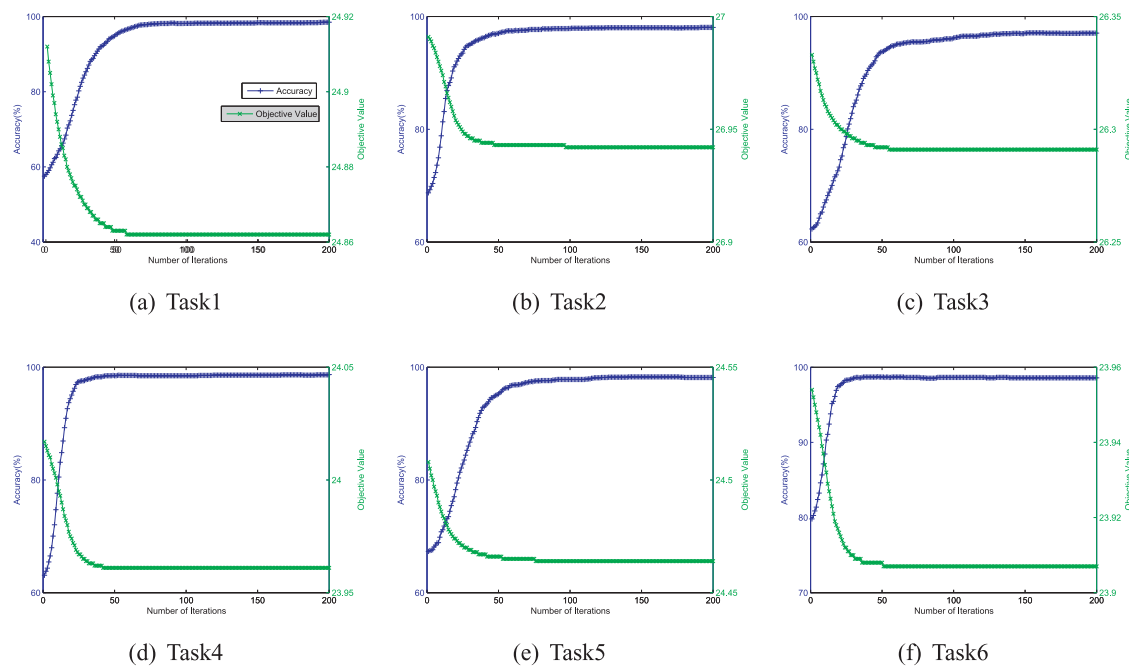 100
80
60
40
Accuracy(%)
0 0 50 50 100 100 150 200
Number of Iterations
24.92
24.9
24.88
24.86
Objective Value
Accuracy
Objective Value
(a) Task1
100
80
60
Accuracy(%)
0 50 100 150 200
Number of Iterations
27
26.95
26.9
Objective Value
(b) Task2
100
80
60
Accuracy(%)
0 50 100 150 200
Number of Iterations
26.35
26.3
26.25
Objective Value
(c) Task3
100
80
60
Accuracy(%)
0 50 100 150 200
Number of Iterations
24.05
24
23.95
Objective Value
(d) Task4
100
80
60
Accuracy(%)
0 50 100 150 200
Number of Iterations
24.55
24.5
24.45
Objective Value
(e) Task5
100
90
80
70
Accuracy(%)
0 50 100 150 200
Number of Iterations
23.96
23.94
23.92
23.9
Objective Value
(f) Task6